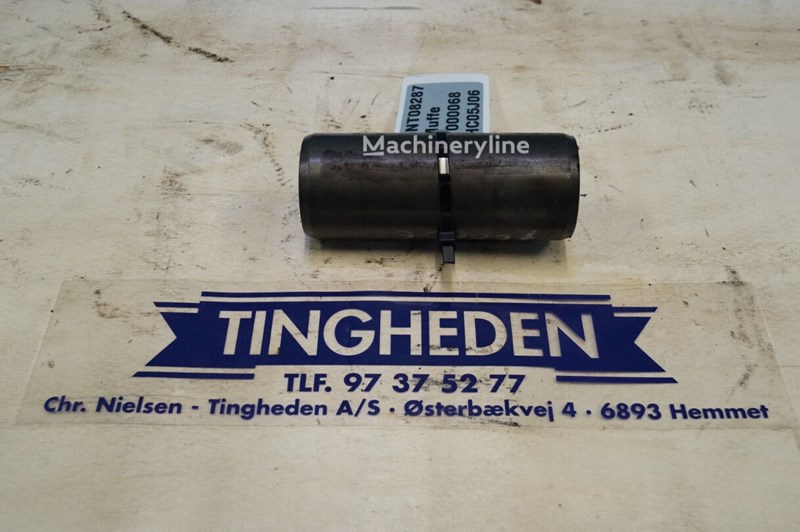 NT08287
Muffe
000068
HC05J06
Machineryline
TINGHEDEN
TLF. 97 37 52 77
Chr. Nielsen - Tingheden A/S · Østerbækvej 4 · 6893 Hemmet